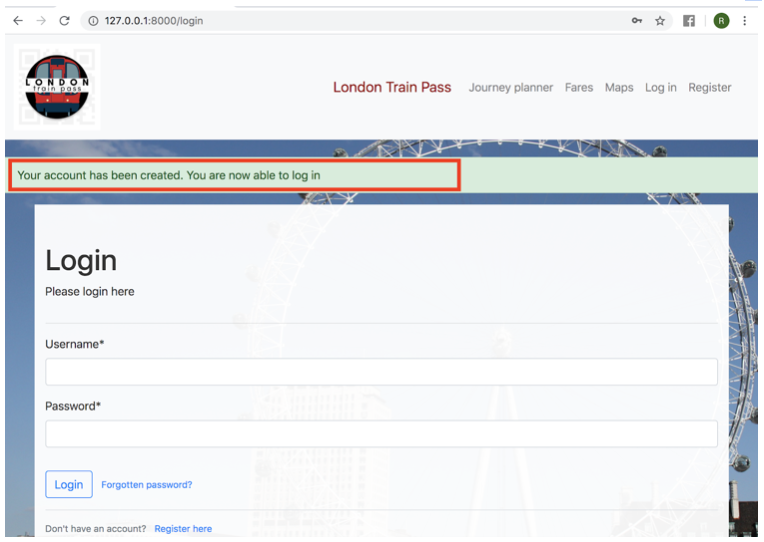 127.0.0.1:8000/login
R
LONDON
train pass
London Train Pass Journey planner Fares Maps Log in Register
Your account has been created. You are now able to log in
Login
Please login here
Username*
Password*
Login Forgotten password?
Don't have an account? Register here